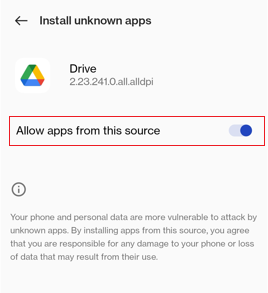 Install unknown apps
Drive
2.23.241.0.all.alldpi
Allow apps from this source
Your phone and personal data are more vulnerable to attack by
unknown apps. By installing apps from this source, you agree
that you are responsible for any damage to your phone or loss
of data that may result from their use.